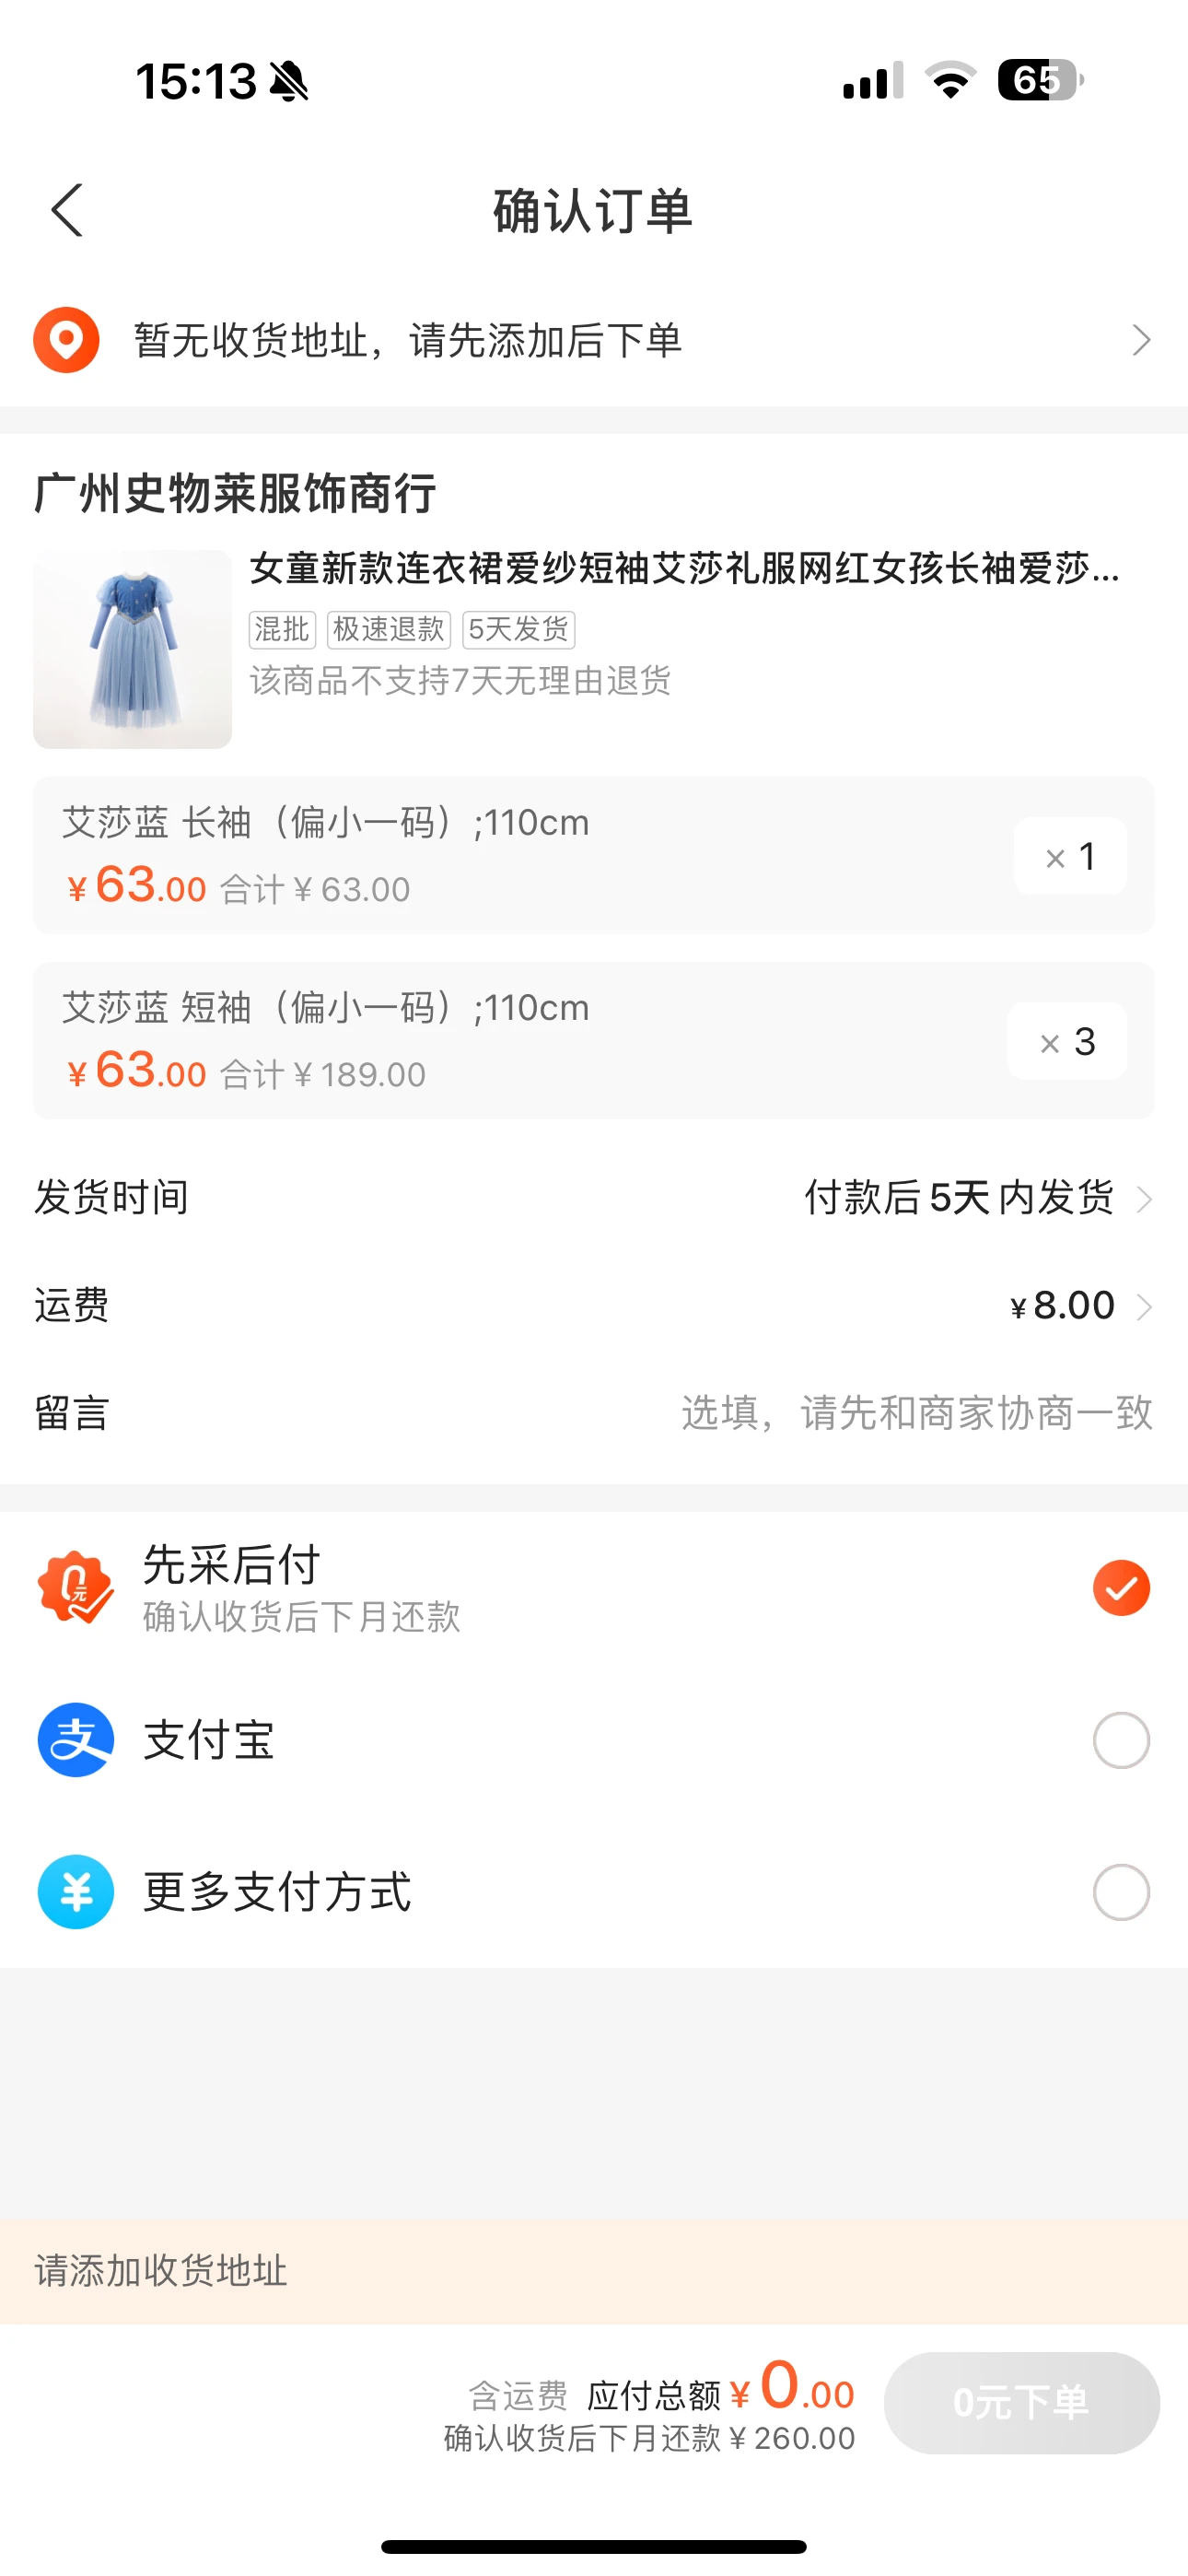 15:13
65
确认订单
暂无收货地址，请先添加后下单
广州史物莱服饰商行
女童新款连衣裙爱纱短袖艾莎礼服网红女孩长袖爱莎...
混批 极速退款 5天发货
该商品不支持7天无理由退货
艾莎蓝 长袖（偏小一码）;110cm
¥63.00 合计¥63.00
×1
艾莎蓝 短袖（偏小一码）;110cm
¥63.00 合计¥189.00
×3
发货时间 付款后5天内发货
运费 ¥8.00
留言 选填，请先和商家协商一致
0元
先采后付
确认收货后下月还款
支 支付宝
¥ 更多支付方式
请添加收货地址
含运费 应付总额¥0.00
确认收货后下月还款¥260.00
0元下单